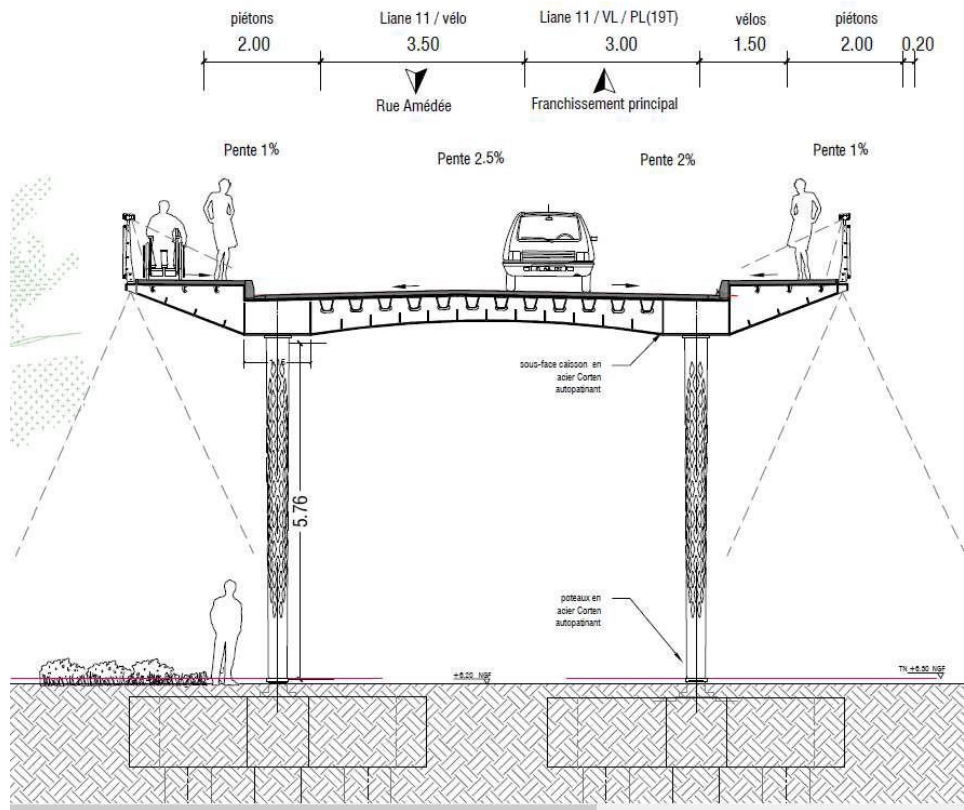 piétons Liane 11 / vélo Liane 11 / VL / PL(19T) vélos piétons
2.00 3.50 3.00 1.50 2.00 0,20
Rue Amédée Franchissement principal
Pente 1% Pente 2.5% Pente 2% Pente 1%
sous-face caisson en
acier Corten
autopatinant
5.76
poteaux en
acier Corten
autopatinant
NGF
TN +6.50 NGF